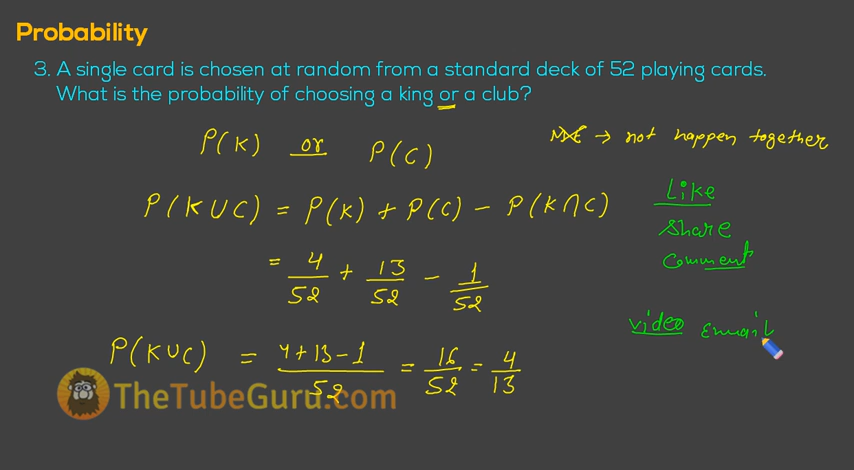 Probability
3. A single card is chosen at random from a standard deck of 52 playing cards.
What is the probability of choosing a king or a club?
P(K) or P(C)
P(K∪C) = P(K) + P(C) - P(K∩C)
= 4/52 + 13/52 - 1/52
P(K∪C) = 4+13-1/52 = 16/52 = 4/13
→ not happen together
Like
Share
Comment
video Email
TheTubeGuru.com